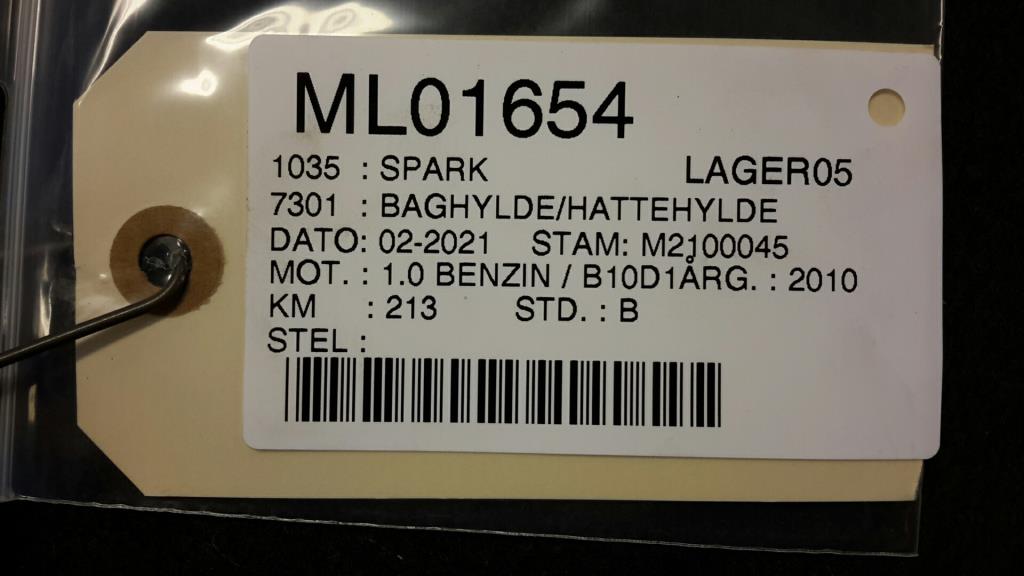 ML01654
1035 : SPARK LAGER05
7301 : BAGHYLDE/HATTEHYLDE
DATO: 02-2021 STAM: M2100045
MOT. : 1.0 BENZIN / B10D1ÅRG. : 2010
KM : 213 STD. : B
STEL :